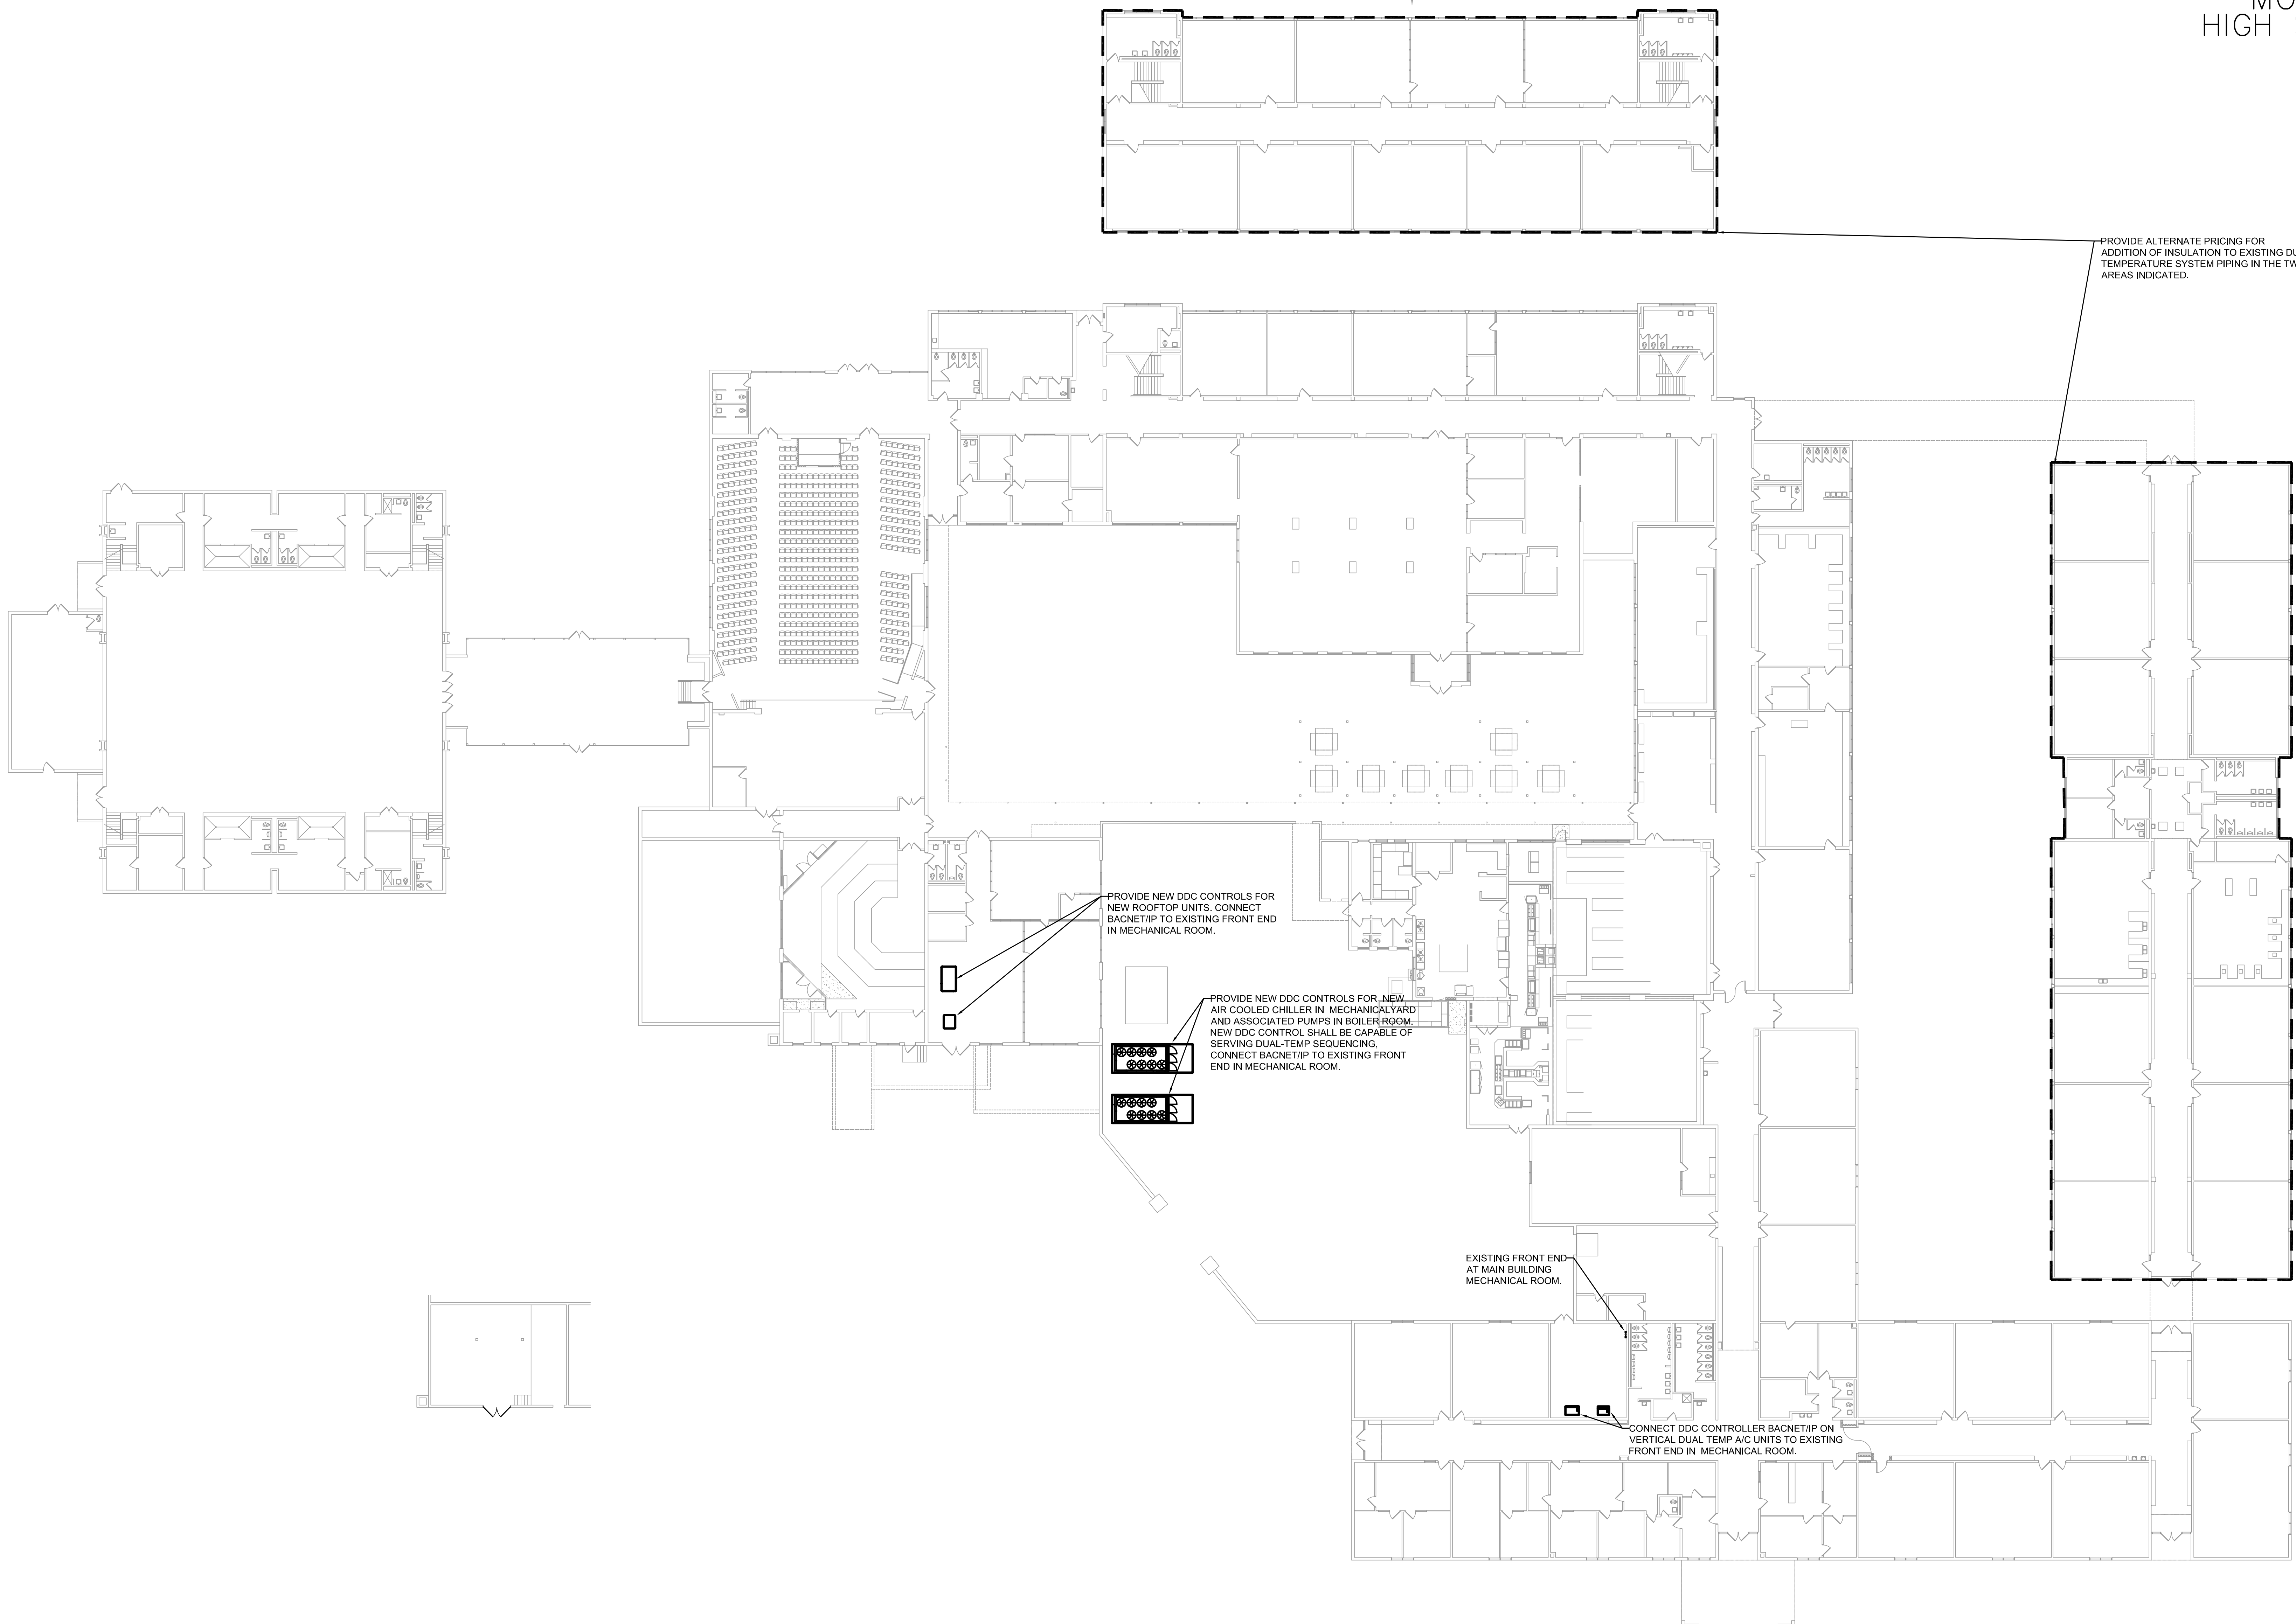 HIGH
PROVIDE ALTERNATE PRICING FOR
ADDITION OF INSULATION TO EXISTING
TEMPERATURE SYSTEM PIPING IN THE
AREAS INDICATED.
PROVIDE NEW DDC CONTROLS FOR
NEW ROOFTOP UNITS. CONNECT
BACNET/IP TO EXISTING FRONT END
IN MECHANICAL ROOM.
PROVIDE NEW DDC CONTROLS FOR NEW
AIR COOLED CHILLER IN MECHANICALYARD
AND ASSOCIATED PUMPS IN BOILER ROOM.
NEW DDC CONTROL SHALL BE CAPABLE OF
SERVING DUAL-TEMP SEQUENCING,
CONNECT BACNET/IP TO EXISTING FRONT
END IN MECHANICAL ROOM.
EXISTING FRONT END
AT MAIN BUILDING
MECHANICAL ROOM.
CONNECT DDC CONTROLLER BACNET/IP ON
VERTICAL DUAL TEMP A/C UNITS TO EXISTING
FRONT END IN MECHANICAL ROOM.